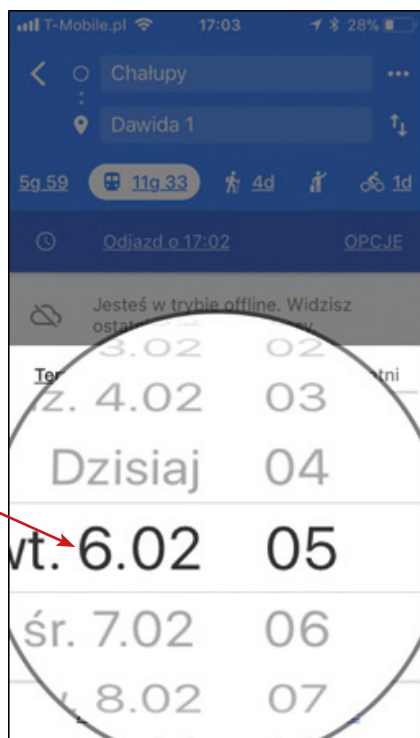 T-Mobile.pl 17:03 28%
Chałupy
Dawida 1
5g 59 11g 33 4d 1d
Odjazd o 17:02 OPCJE
Jesteś w trybie offline. Widzisz
3.02 02
4.02 03
Dzisiaj 04
wt. 6.02 05
śr. 7.02 06
8.02 07